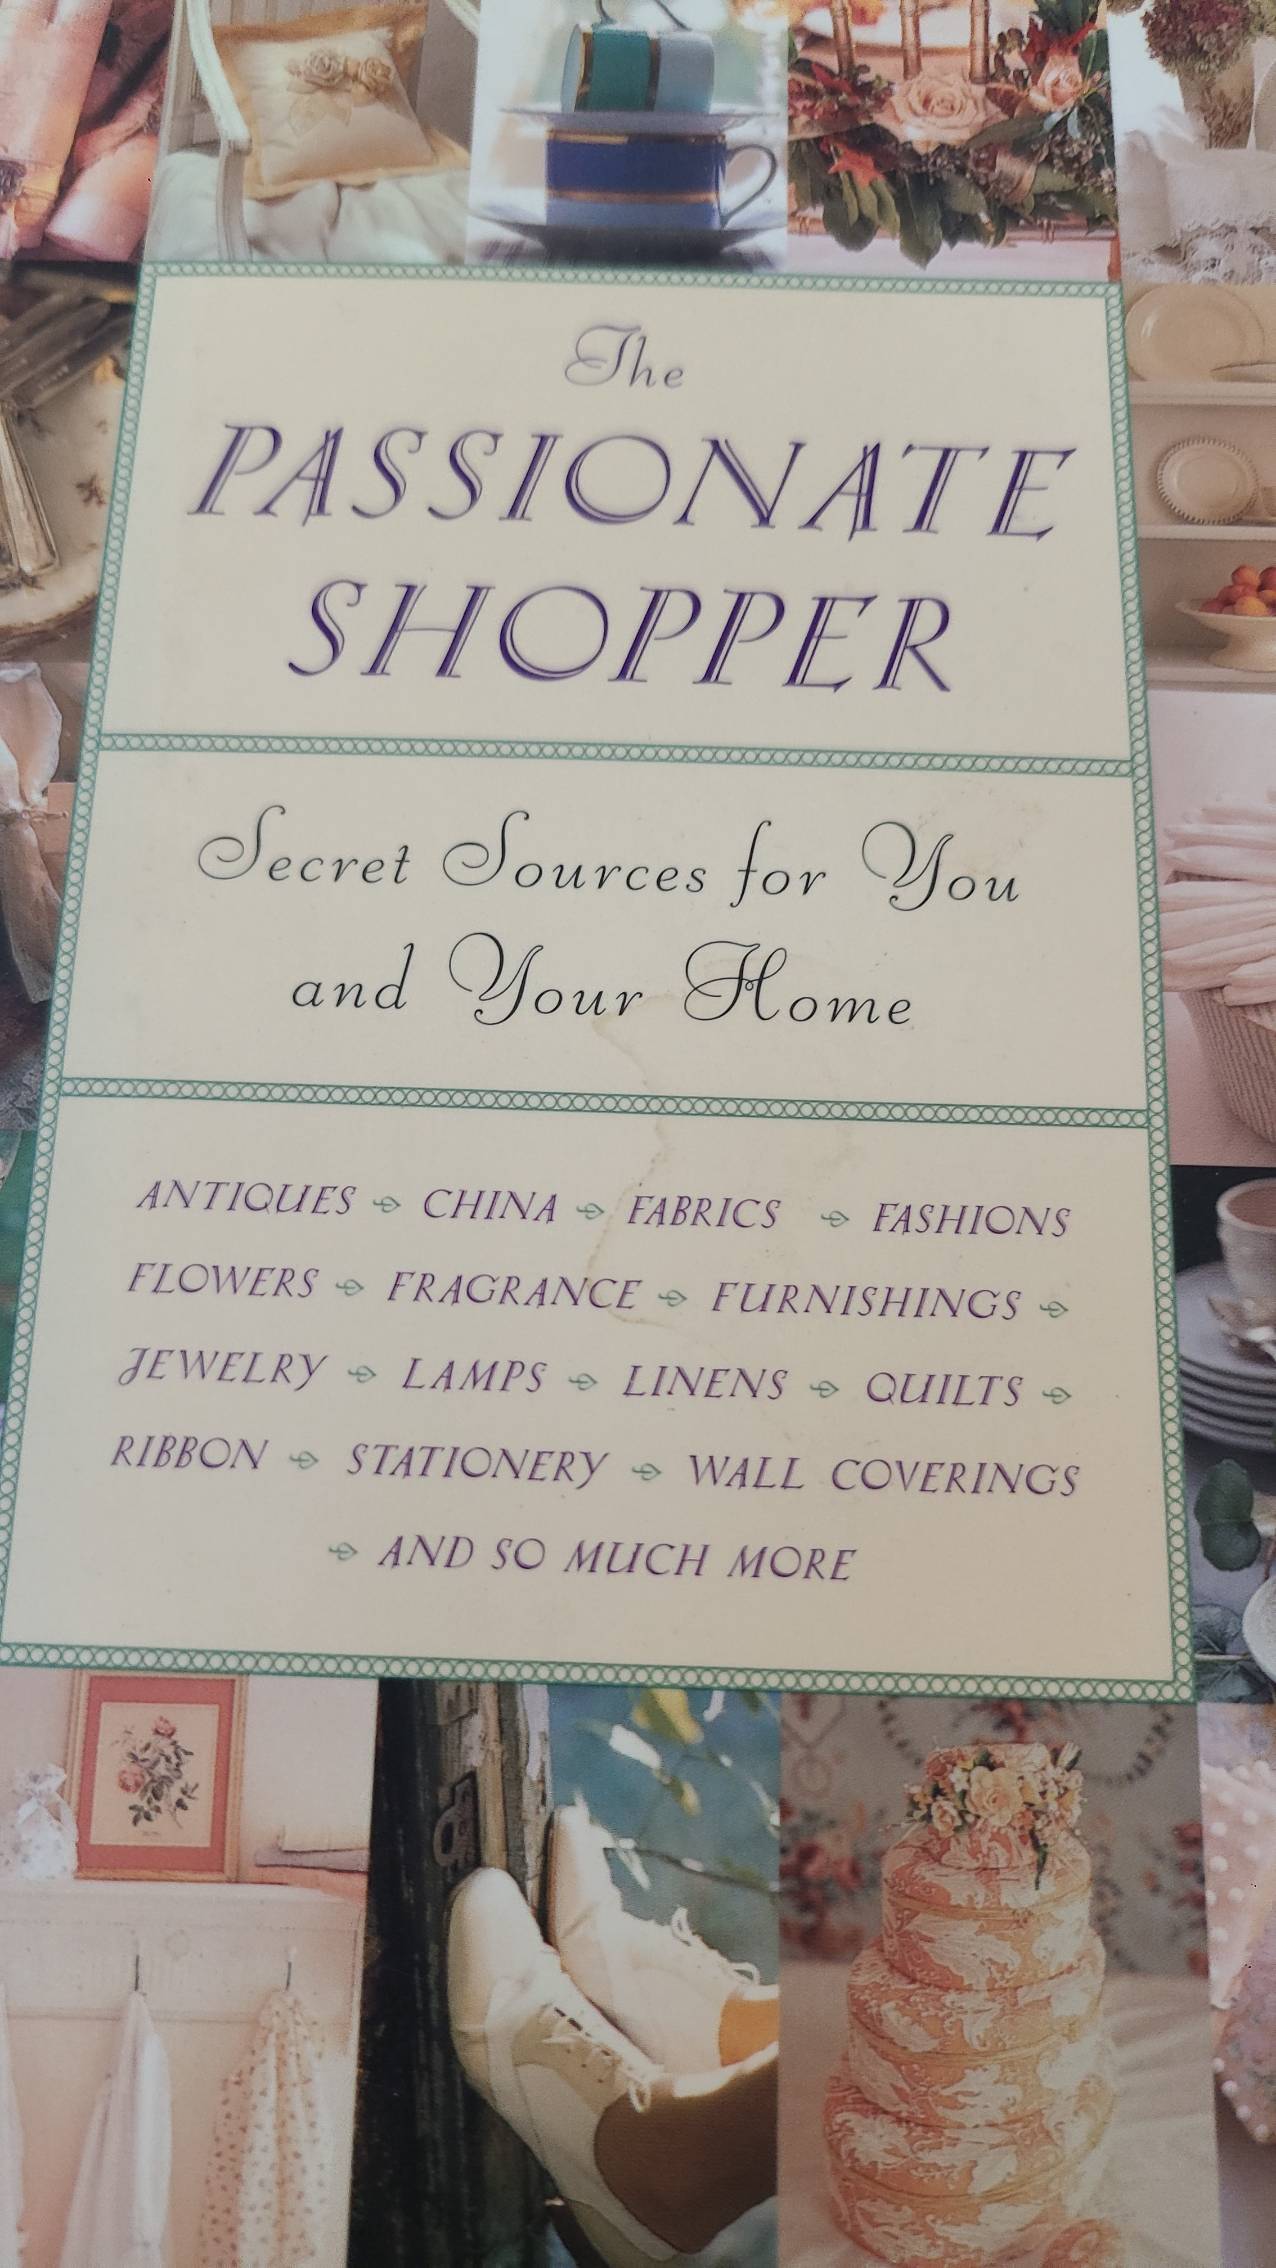 The
PASSIONATE
SHOPPER
Secret Sources for You
and Your Home
ANTIQUES CHINA FABRICS FASHIONS
FLOWERS FRAGRANCE FURNISHINGS
JEWELRY LAMPS LINENS QUILTS
RIBBON STATIONERY WALL COVERINGS
AND SO MUCH MORE